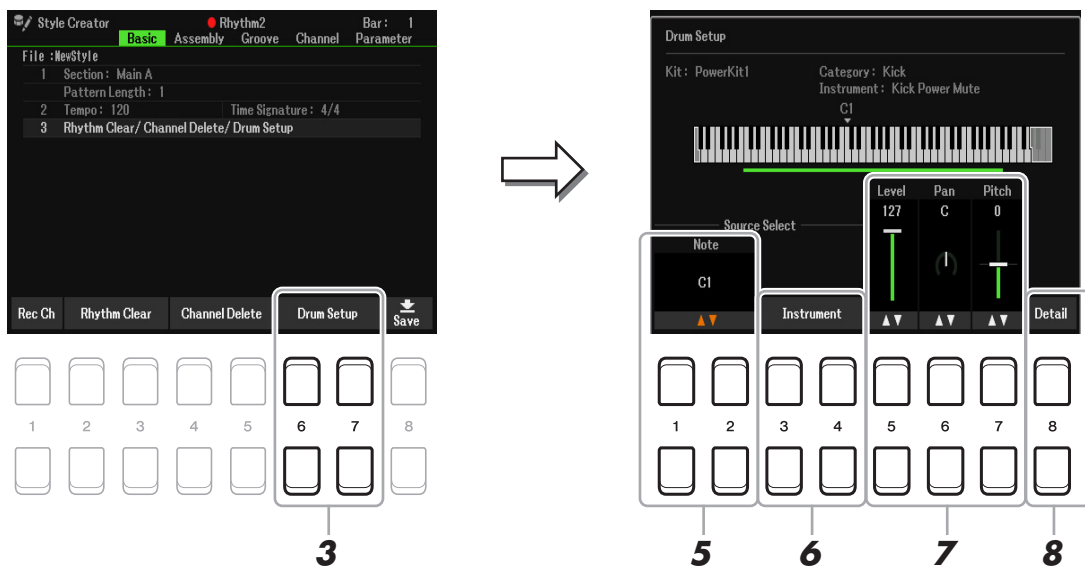 Style Creator Rhythm2 Bar: 1
Basic Assembly Groove Channel Parameter
File :NewStyle
1 Section: Main A
Pattern Length: 1
2 Tempo: 120 Time Signature: 4/4
3 Rhythm Clear/ Channel Delete/ Drum Setup
Rec Ch Rhythm Clear Channel Delete Drum Setup Save
1 2 3 4 5 6 7 8
3
Drum Setup
Kit: PowerKit1 Category: Kick
Instrument: Kick Power Mute
C1
Level Pan Pitch
127 C 0
Source Select
Note
C1
Instrument Detail
1 2 3 4 5 6 7 8
5 6 7 8